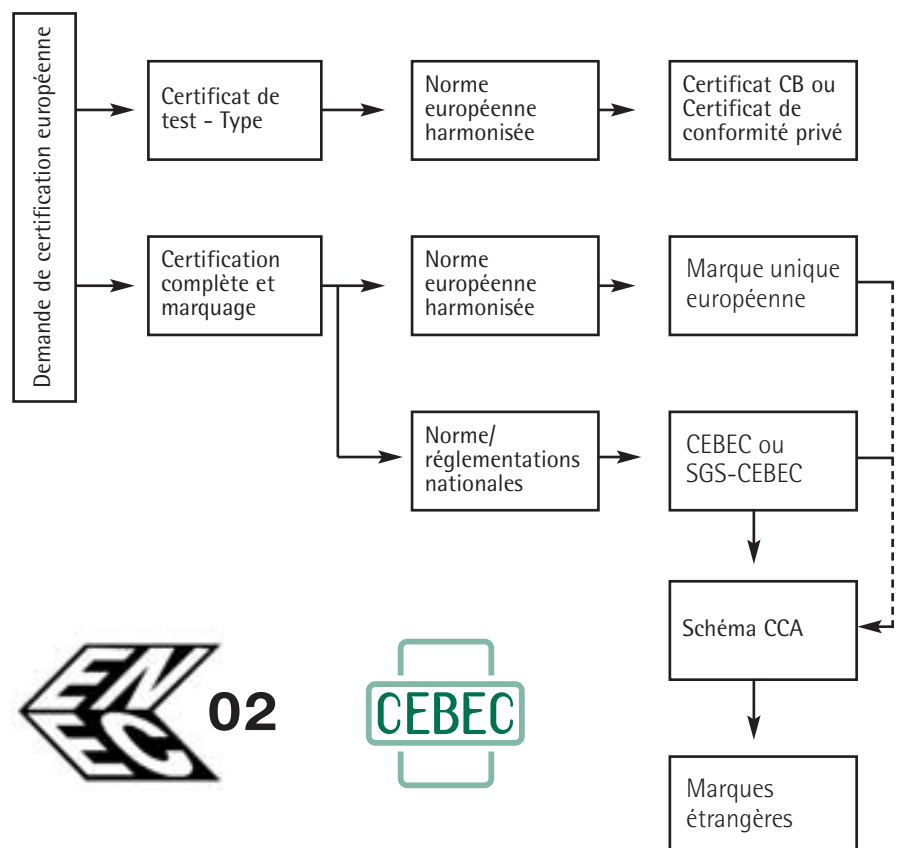 Demande de certification européenne
Certificat de
test - Type
Norme
européenne
harmonisée
Certificat CB ou
Certificat de
conformité privé
Certification
complète et
marquage
Norme
européenne
harmonisée
Marque unique
européenne
Norme/
réglementations
nationales
CEBEC ou
SGS-CEBEC
Schéma CCA
Marques
étrangères
EN
EC
02
CEBEC